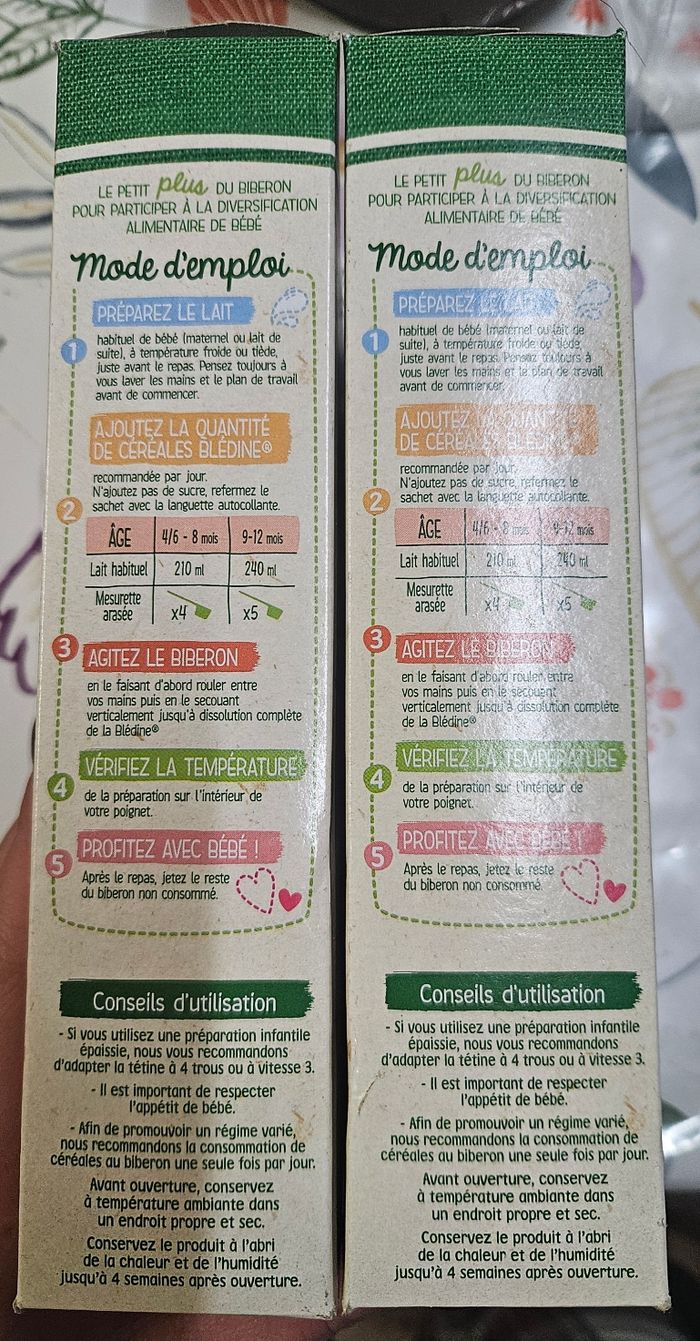 LE PETIT plus DU BIBERON
POUR PARTICIPER À LA DIVERSIFICATION
ALIMENTAIRE DE BÉBÉ
Mode d'emploi
PRÉPAREZ LE LAIT
1
habituel de bébé (maternel ou lait de
suite), à température froide ou tiède,
juste avant le repas. Pensez toujours à
vous laver les mains et le plan de travail
avant de commencer.
AJOUTEZ LA QUANTITÉ
DE CÉRÉALES BLÉDINE®
2
recommandée par jour.
N'ajoutez pas de sucre, refermez le
sachet avec la languette autocollante.
ÂGE 4/6 - 8 mois 9-12 mois
Lait habituel 210 ml 240 ml
Mesurette
arasée x4 x5
3
AGITEZ LE BIBERON
en le faisant d'abord rouler entre
vos mains puis en le secouant
verticalement jusqu'à dissolution complète
de la Blédine®
VÉRIFIEZ LA TEMPÉRATURE
4
de la préparation sur l'intérieur de
votre poignet.
PROFITEZ AVEC BÉBÉ !
5
Après le repas, jetez le reste
du biberon non consommé.
Conseils d'utilisation
- Si vous utilisez une préparation infantile
épaissie, nous vous recommandons
d'adapter la tétine à 4 trous ou à vitesse 3.
- Il est important de respecter
l'appétit de bébé.
- Afin de promouvoir un régime varié,
nous recommandons la consommation de
céréales au biberon une seule fois par jour.
Avant ouverture, conservez
à température ambiante dans
un endroit propre et sec.
Conservez le produit à l'abri
de la chaleur et de l'humidité
jusqu'à 4 semaines après ouverture.
LE PETIT plus DU BIBERON
POUR PARTICIPER À LA DIVERSIFICATION
ALIMENTAIRE DE BÉBÉ
Mode d'emploi
PRÉPAREZ LE LAIT
1
habituel de bébé (maternel ou lait de
suite), à température froide ou tiède,
juste avant le repas. Pensez toujours à
vous laver les mains et le plan de travail
avant de commencer.
AJOUTEZ LA QUANTITÉ
DE CÉRÉALES BLÉDINE
2
recommandée par jour.
N'ajoutez pas de sucre, refermez le
sachet avec la languette autocollante.
ÂGE 4/6 - 8 mois 9-12 mois
Lait habituel 210 ml 240 ml
Mesurette
arasée x4 x5
3
AGITEZ LE BIBERON
en le faisant d'abord rouler entre
vos mains puis en le secouant
verticalement jusqu'à dissolution complète
de la Blédine®
VÉRIFIEZ LA TEMPÉRATURE
4
de la préparation sur l'intérieur de
votre poignet.
PROFITEZ AVEC BÉBÉ !
5
Après le repas, jetez le reste
du biberon non consommé.
Conseils d'utilisation
- Si vous utilisez une préparation infantile
épaissie, nous vous recommandons
d'adapter la tétine à 4 trous ou à vitesse 3.
- Il est important de respecter
l'appétit de bébé.
- Afin de promouvoir un régime varié,
nous recommandons la consommation de
céréales au biberon une seule fois par jour.
Avant ouverture, conservez
à température ambiante dans
un endroit propre et sec.
Conservez le produit à l'abri
de la chaleur et de l'humidité
jusqu'à 4 semaines après ouverture.